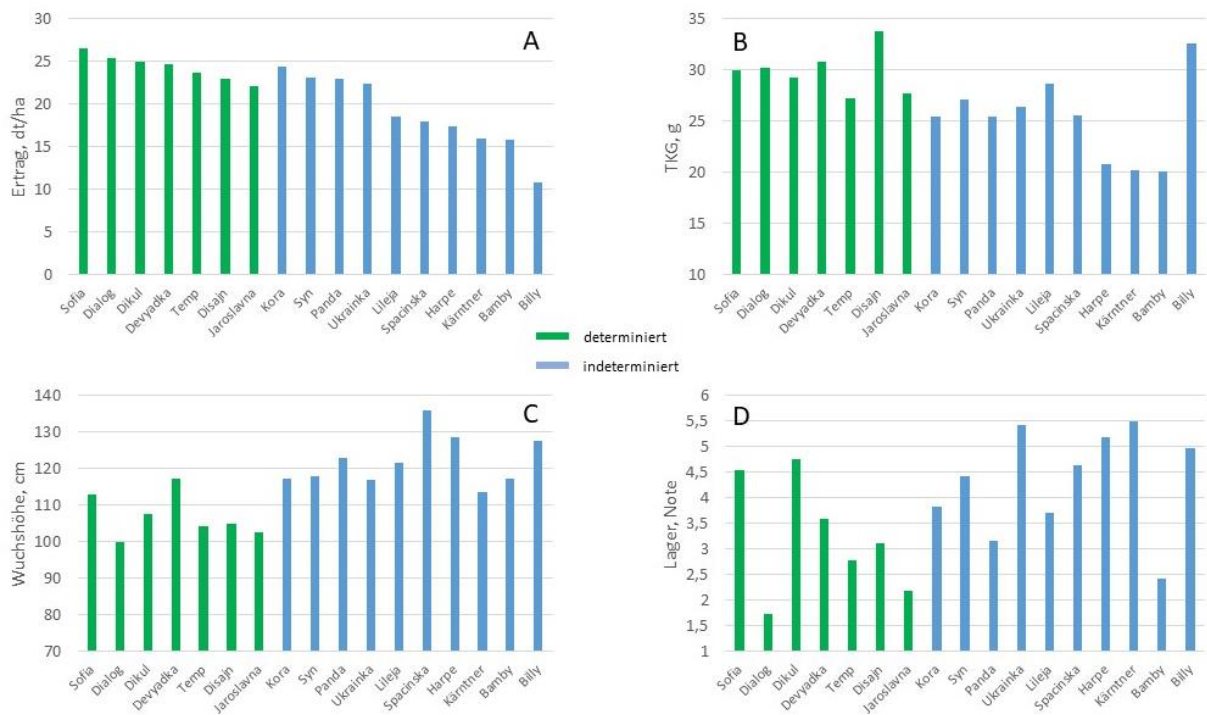 A
Ertrag, dt/ha
30
25
20
15
10
5
0
Sofia
Dialog
Dikul
Devyadka
Temp
Disajn
Jaroslavna
Kora
Syn
Panda
Ukrainka
Lileja
Spacinska
Harpe
Kärntner
Bamby
Billy
B
TKG, g
35
30
25
20
15
10
Sofia
Dialog
Dikul
Devyadka
Temp
Disajn
Jaroslavna
Kora
Syn
Panda
Ukrainka
Lileja
Spacinska
Harpe
Kärntner
Bamby
Billy
determiniert
indeterminiert
C
Wuchshöhe, cm
140
130
120
110
100
90
80
70
Sofia
Dialog
Dikul
Devyadka
Temp
Disajn
Jaroslavna
Kora
Syn
Panda
Ukrainka
Lileja
Spacinska
Harpe
Kärntner
Bamby
Billy
D
Lager, Note
6
5,5
5
4,5
4
3,5
3
2,5
2
1,5
1
Sofia
Dialog
Dikul
Devyadka
Temp
Disajn
Jaroslavna
Kora
Syn
Panda
Ukrainka
Lileja
Spacinska
Harpe
Kärntner
Bamby
Billy